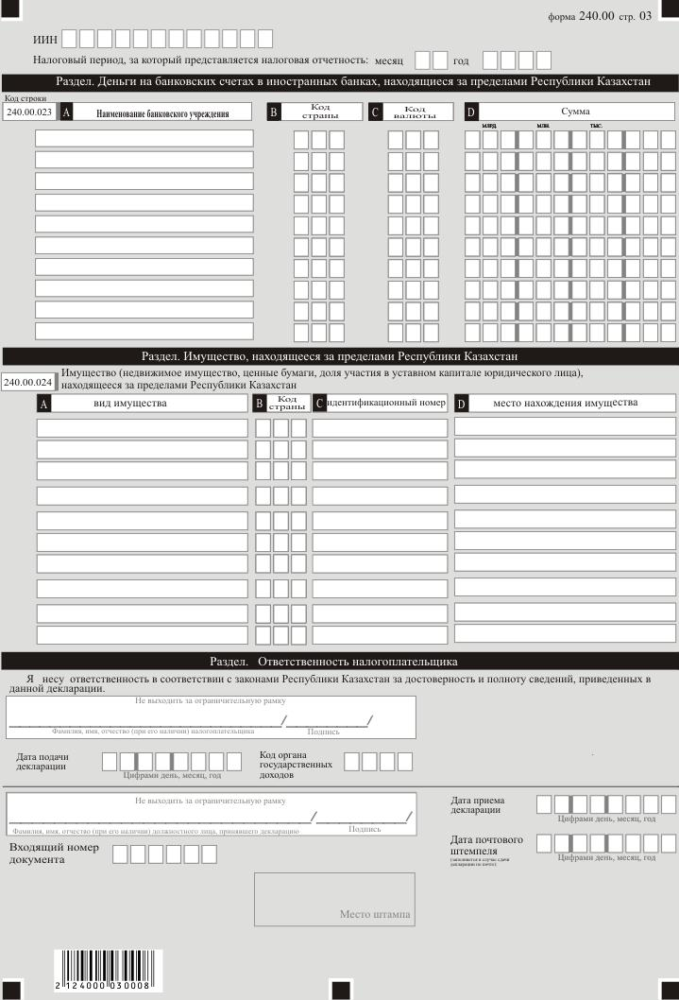 форма 240.00 стр. 03
ИИН
Налоговый период, за который представляется налоговая отчетность: месяц год
Раздел. Деньги на банковских счетах в иностранных банках, находящиеся за пределами Республики Казахстан
Код строки
240.00.023 A Наименование банковского учреждения B Код страны C Код валюты D Сумма
млрд. млн. тыс.
Раздел. Имущество, находящееся за пределами Республики Казахстан
240.00.024 Имущество (недвижимое имущество, ценные бумаги, доля участия в уставном капитале юридического лица),
находящееся за пределами Республики Казахстан
A вид имущества B Код страны C идентификационный номер D место нахождения имущества
Раздел. Ответственность налогоплательщика
Я несу ответственность в соответствии с законами Республики Казахстан за достоверность и полноту сведений, приведенных в
данной декларации.
Не выходить за ограничительную рамку
Фамилия, имя, отчество (при его наличии) налогоплательщика Подпись
Дата подачи
декларации
Цифрами день, месяц, год
Код органа
государственных
доходов
Не выходить за ограничительную рамку
Фамилия, имя, отчество (при его наличии) должностного лица, принявшего декларацию Подпись
Дата приема
декларации
Цифрами день, месяц, год
Входящий номер
документа
Дата почтового
штемпеля
(заполняется в случае сдачи
декларации по почте)
Цифрами день, месяц, год
Место штампа
2 124000 030008